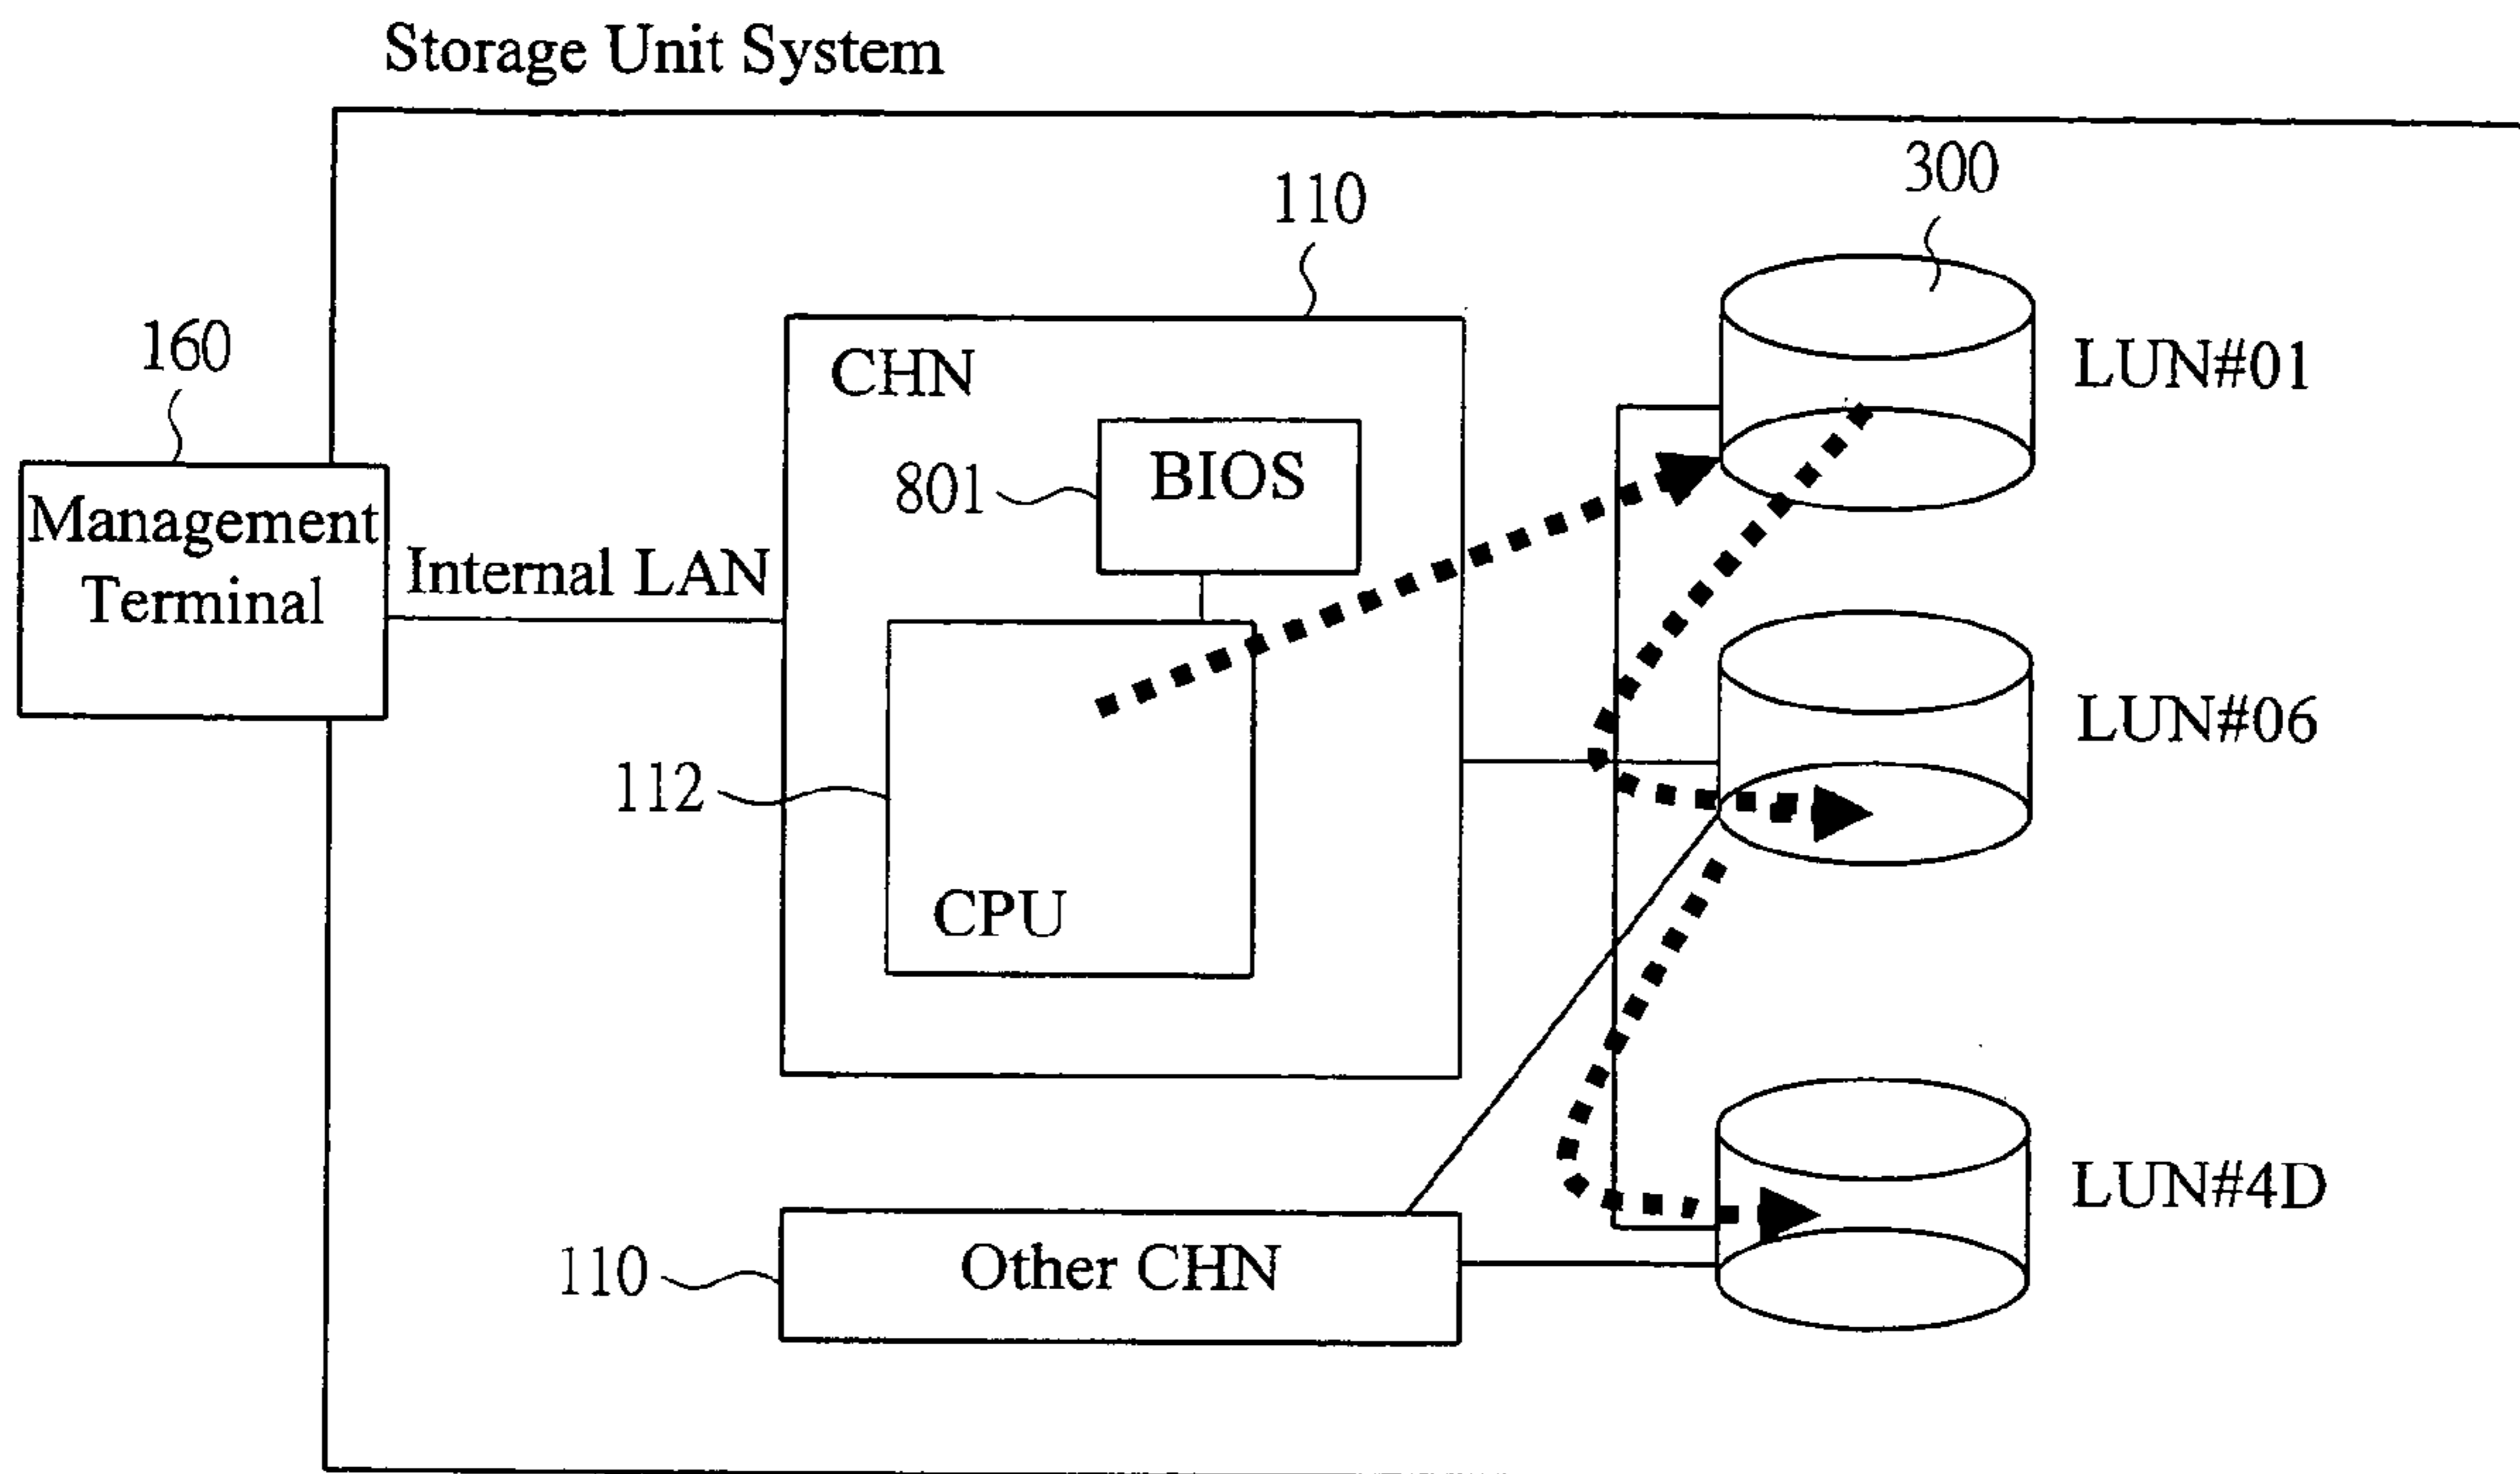 Storage Unit System
300
110
160
CHN
LUN#01
BIOS
801
Management
Terminal
Internal LAN
LUN#06
112
CPU
LUN#4D
Other CHN
110